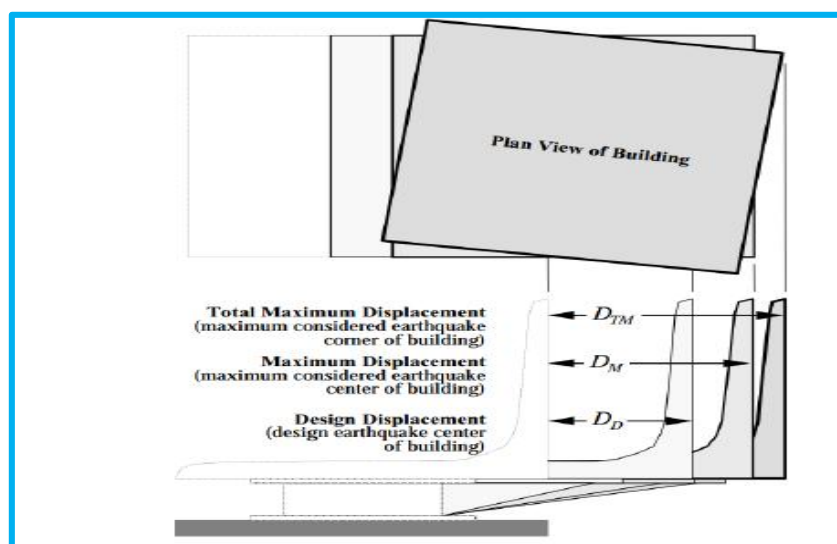 Plan View of Building
Total Maximum Displacement
(maximum considered earthquake
corner of building)
D_TM
Maximum Displacement
(maximum considered earthquake
center of building)
D_M
Design Displacement
(design earthquake center
of building)
D_D